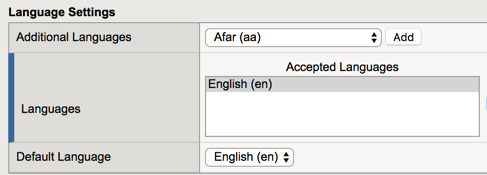 Language Settings
Additional Languages Afar (aa) Add
Accepted Languages
English (en)
Languages
Default Language English (en)